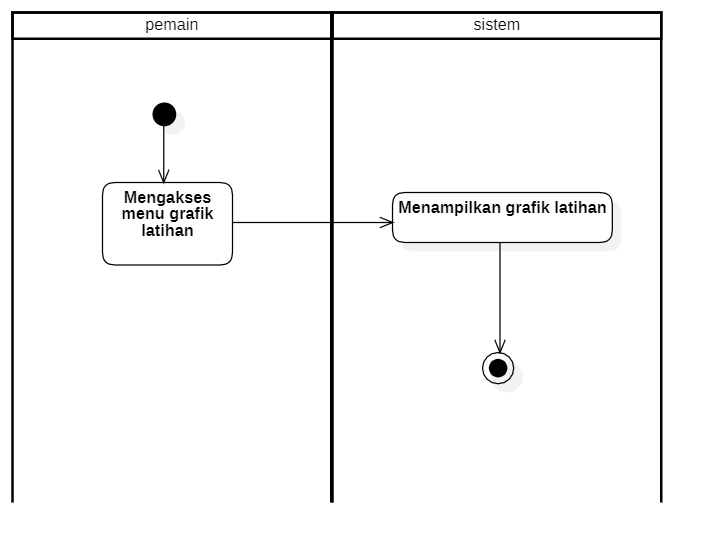 pemain
sistem
Mengakses
menu grafik
latihan
Menampilkan grafik latihan